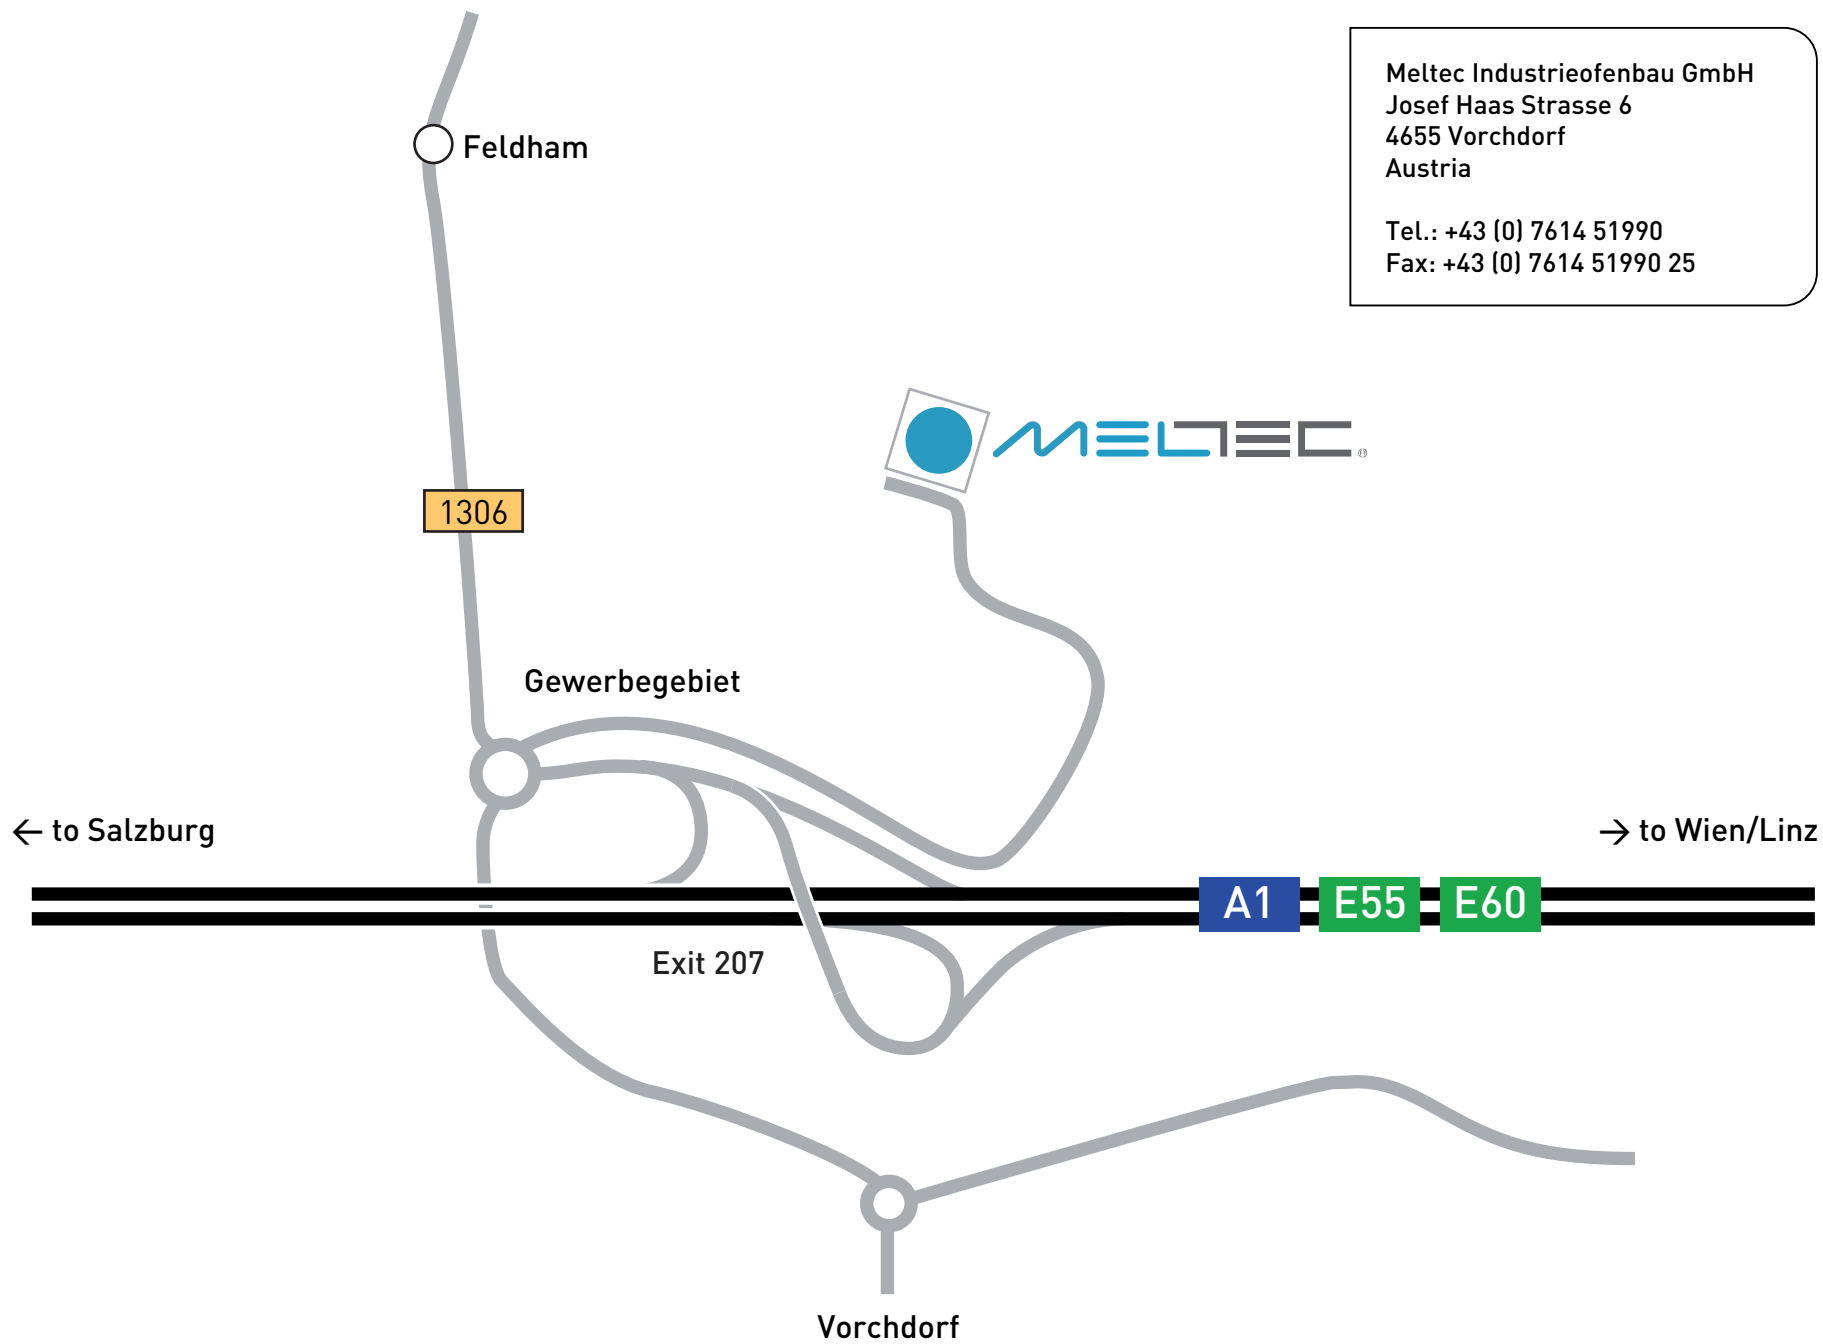 Meltec Industrieofenbau GmbH
Josef Haas Strasse 6
4655 Vorchdorf
Austria
Tel.: +43 (0) 7614 51990
Fax: +43 (0) 7614 51990 25
Feldham
MELTEC ®
1306
Gewerbegebiet
← to Salzburg
→ to Wien/Linz
A1 E55 E60
Exit 207
Vorchdorf